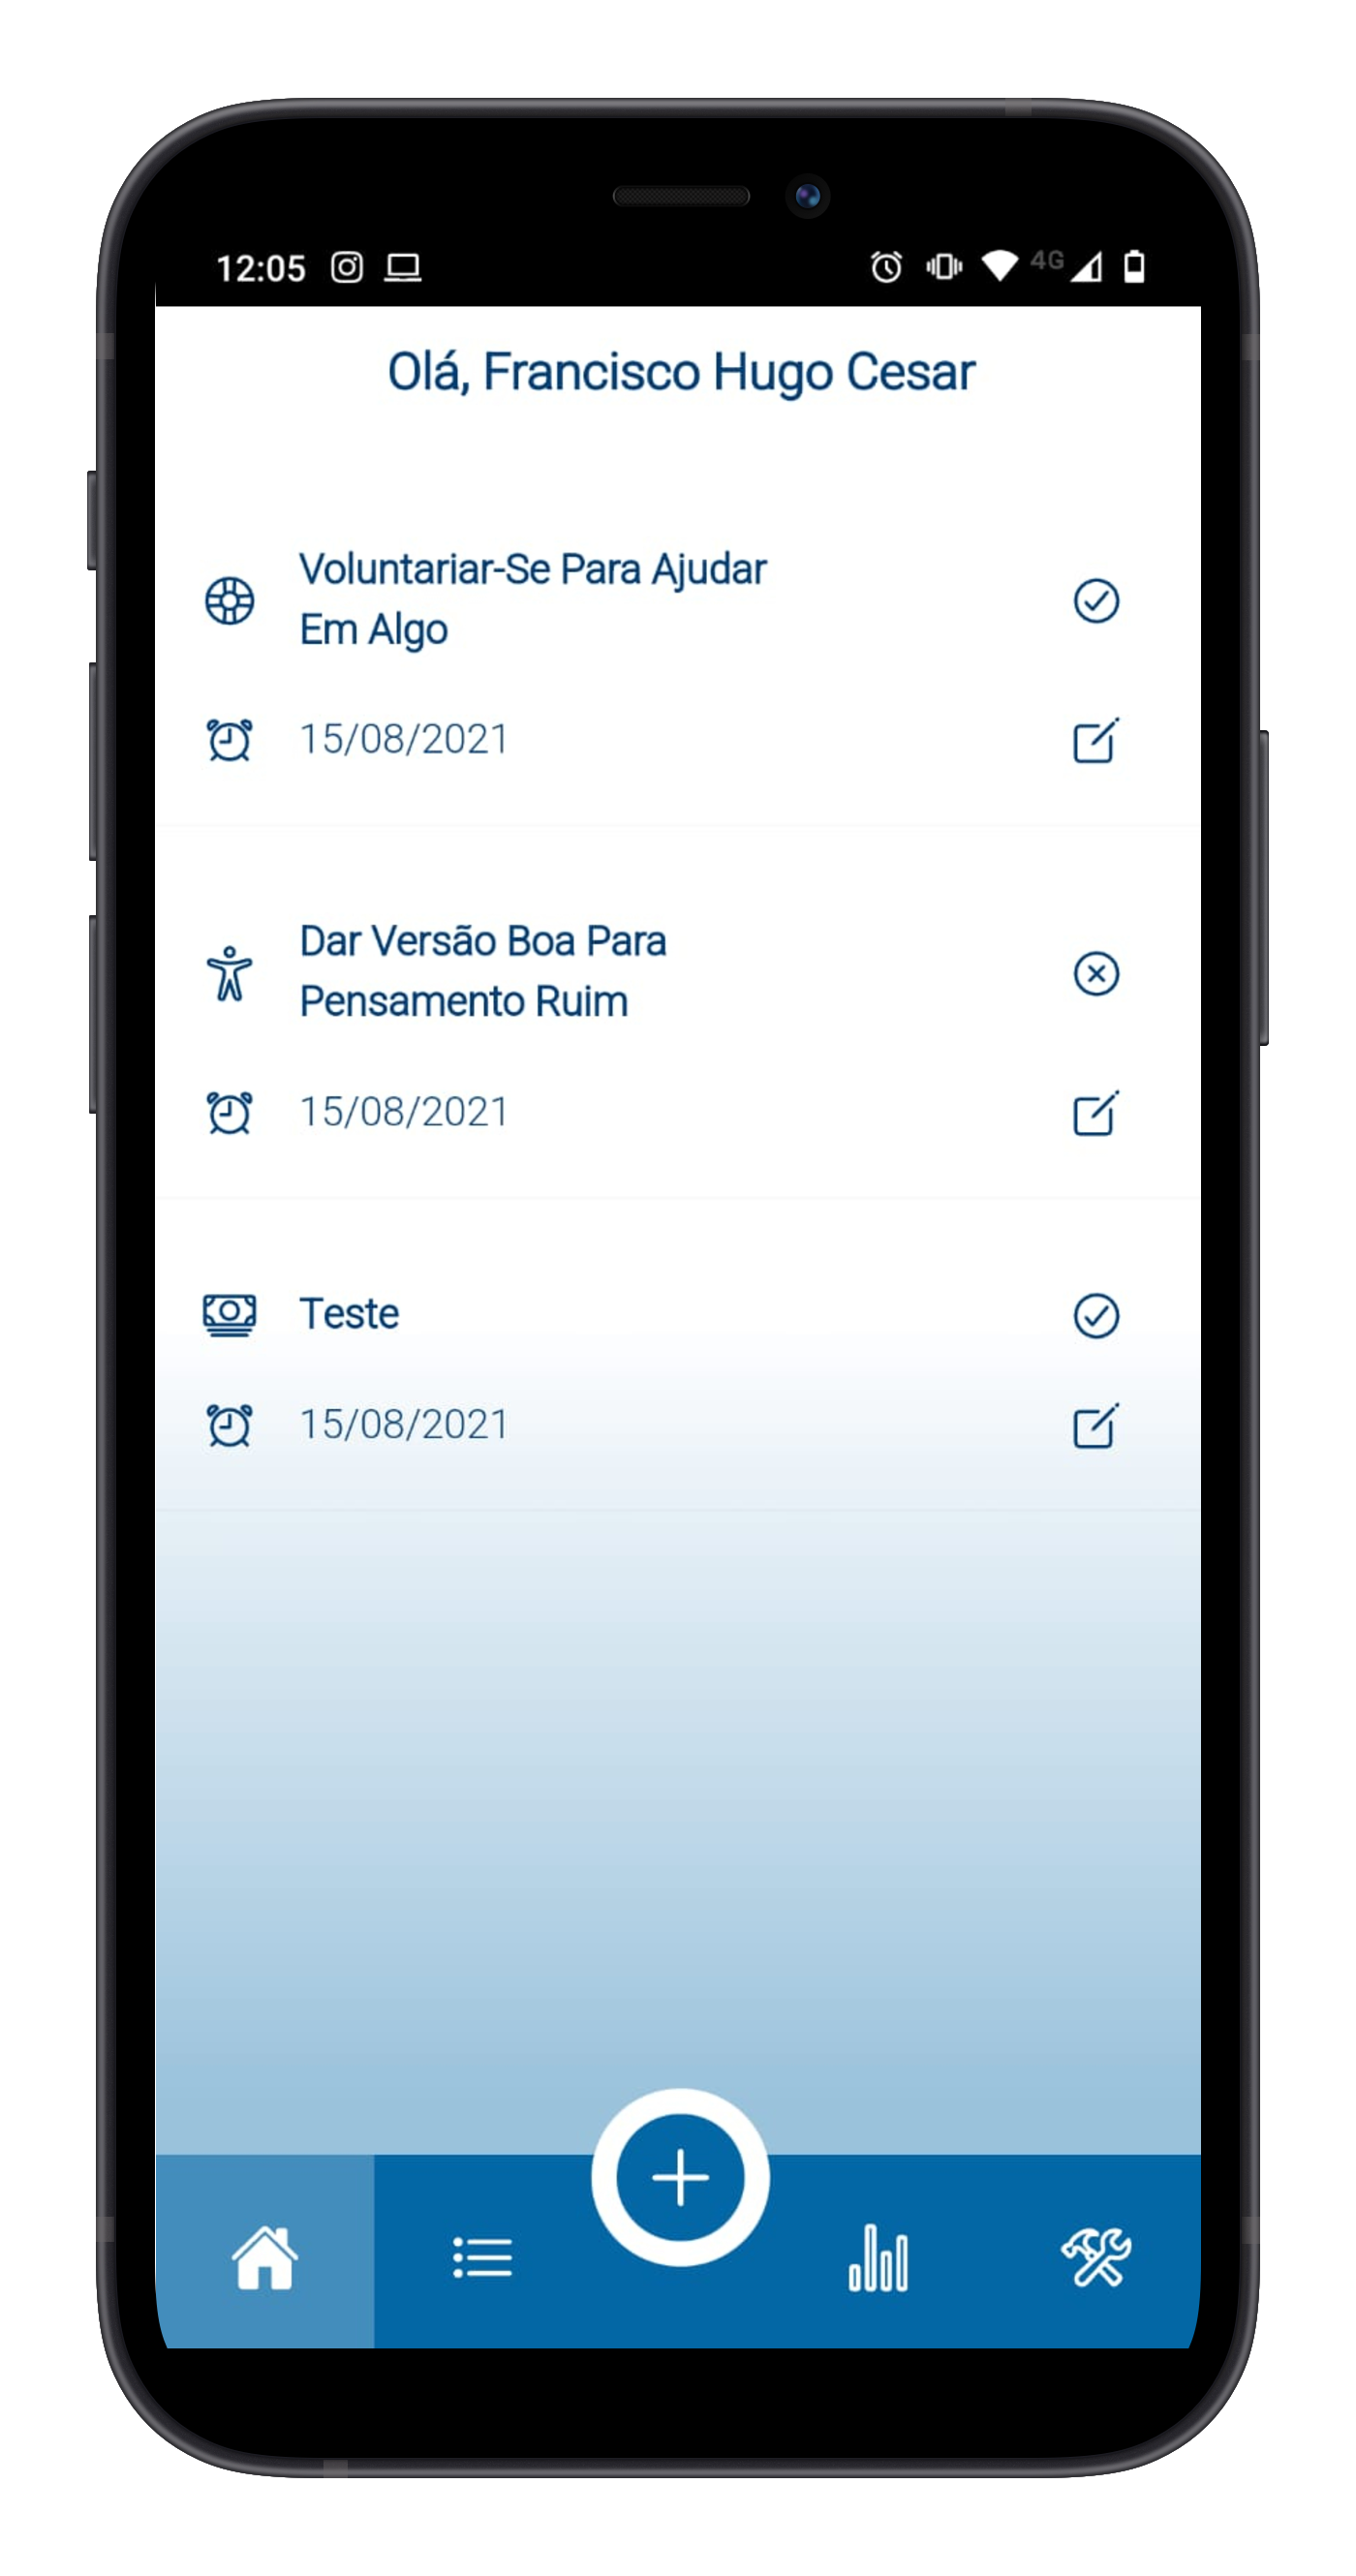 12:05
4G
Olá, Francisco Hugo Cesar
Voluntariar-Se Para Ajudar
Em Algo
15/08/2021
Dar Versão Boa Para
Pensamento Ruim
15/08/2021
Teste
15/08/2021